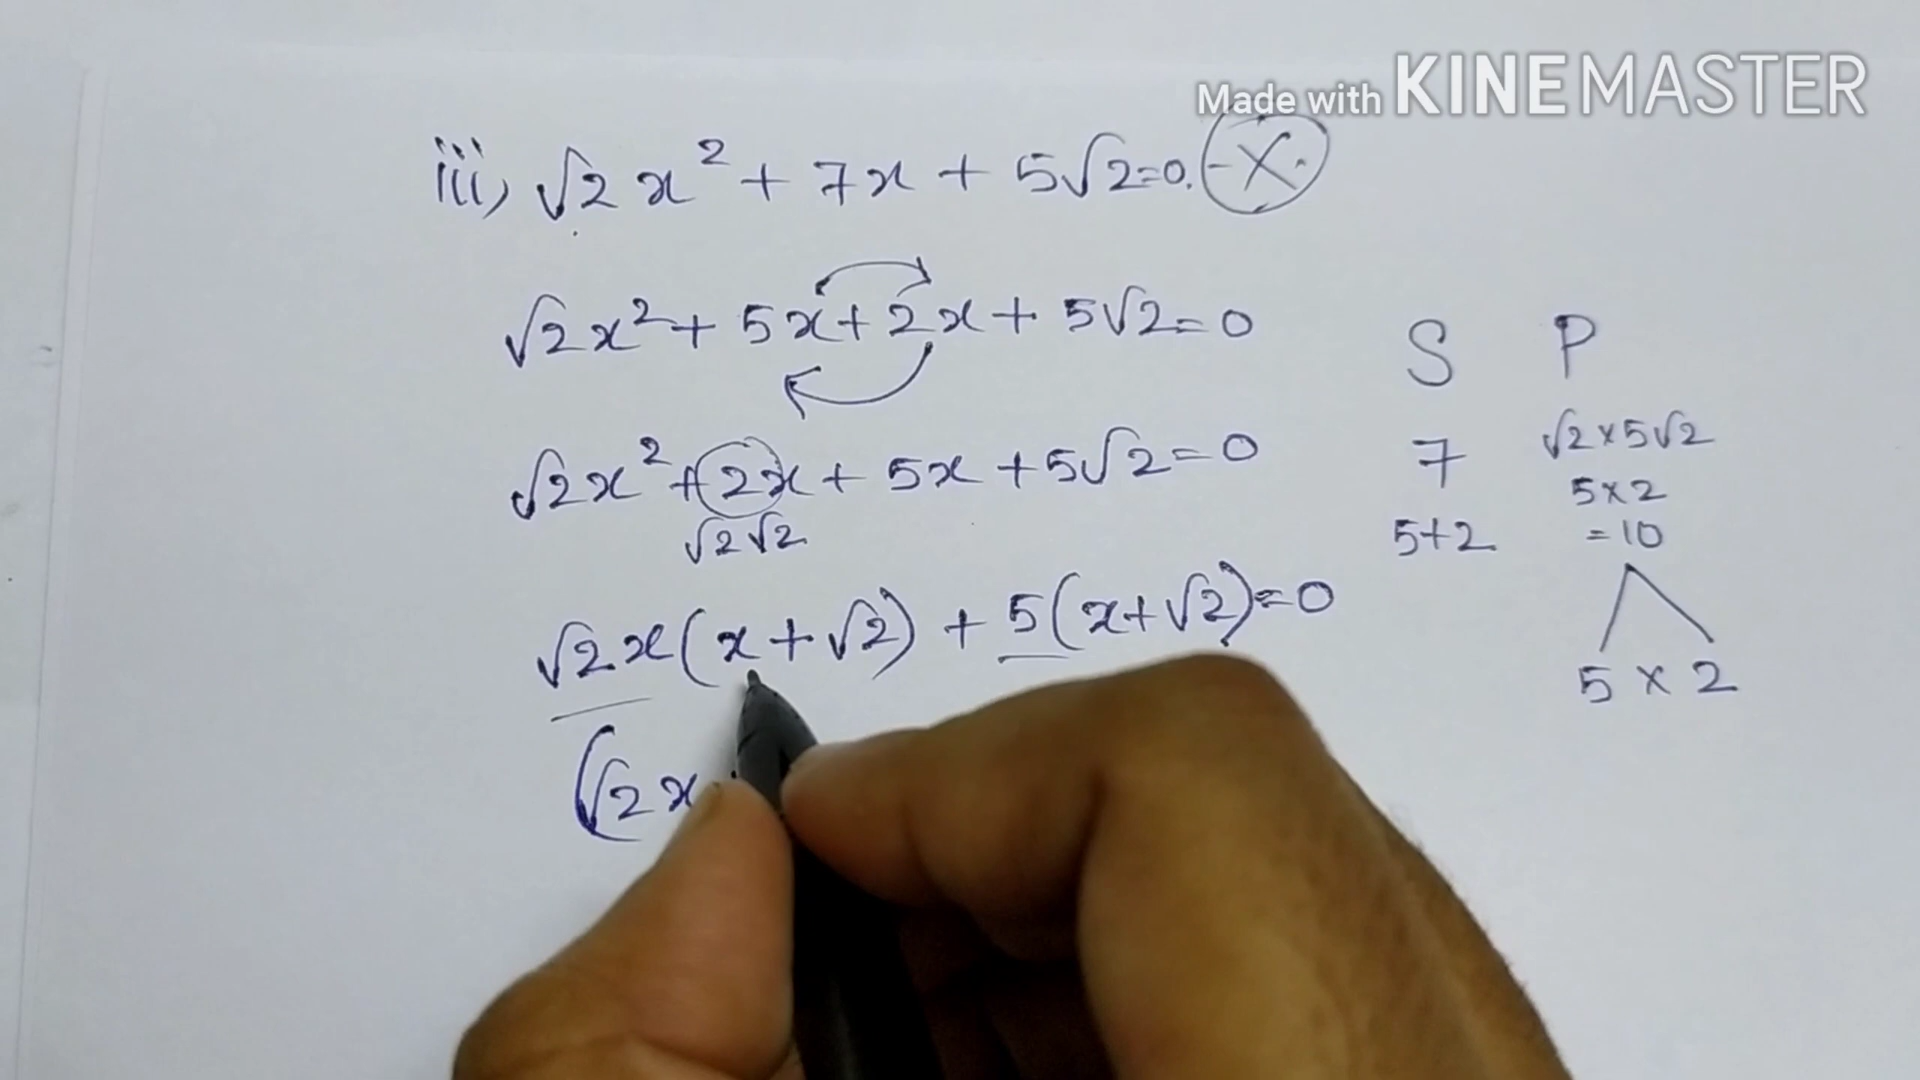 Made with KINEMASTER
iii) √2 x² + 7x + 5√2 = 0. -X.
√2x² + 5x + 2x + 5√2 = 0
S P
√2x² + 2x + 5x + 5√2 = 0
7 √2 × 5√2
5 × 2
√2 √2
5+2 = 10
√2x(x + √2) + 5(x + √2) = 0
5 × 2
(√2x